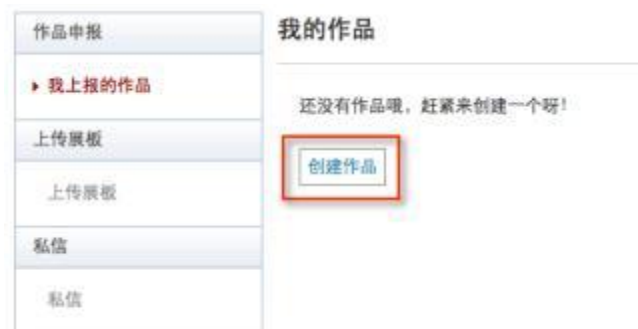 作品申报
我上报的作品
上传展板
上传展板
私信
私信
我的作品
还没有作品哦，赶紧来创建一个呀！
创建作品